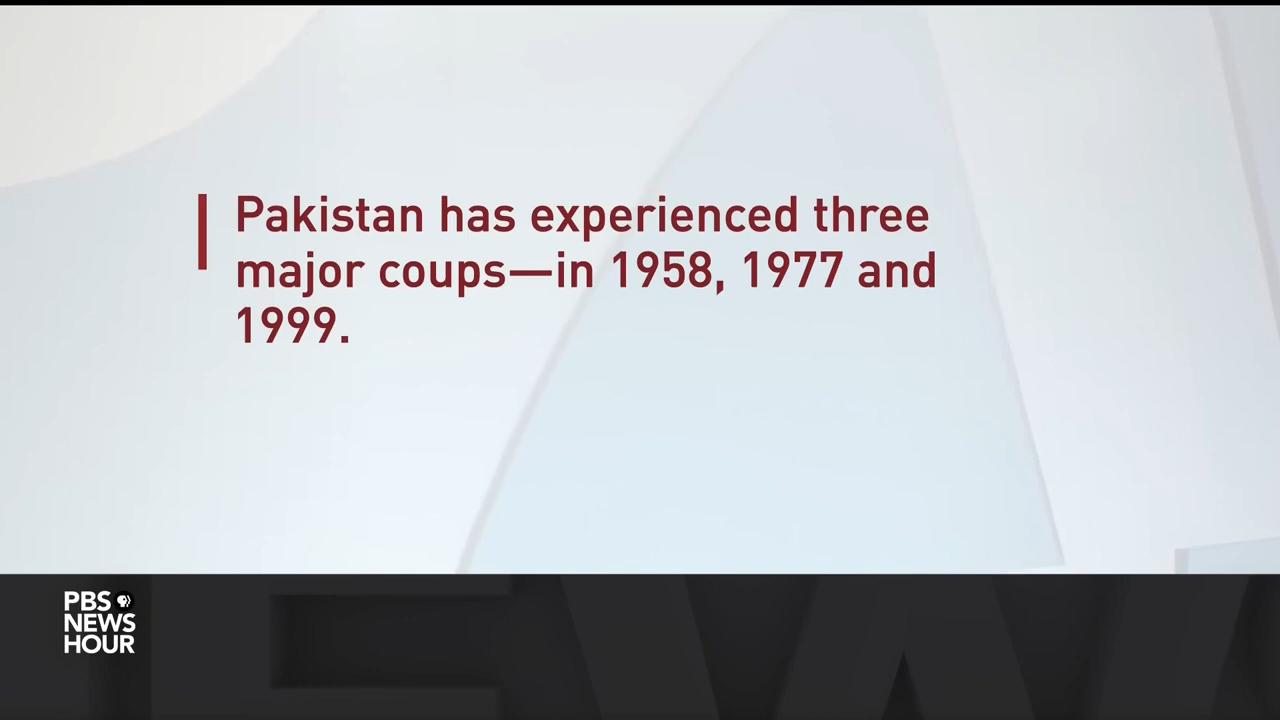 Pakistan has experienced three
major coups—in 1958, 1977 and
1999.
PBS
NEWS
HOUR